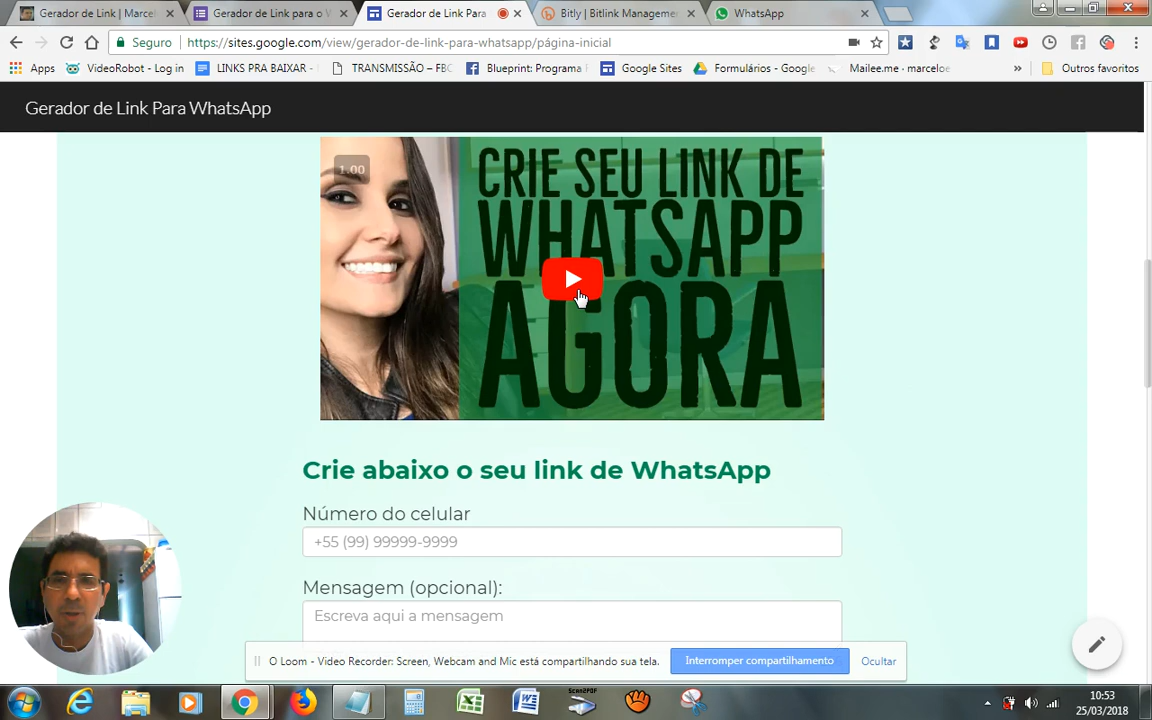 Gerador de Link | Marcel
Gerador de Link para o W
Gerador de Link Para
Bitly | Bitlink Manageme
WhatsApp
Seguro
https://sites.google.com/view/gerador-de-link-para-whatsapp/página-inicial
Apps
VideoRobot - Log in
LINKS PRA BAIXAR -
TRANSMISSÃO – FBC
Blueprint: Programa
Google Sites
Formulários - Google
Mailee.me - marceloe
»
Outros favoritos
Gerador de Link Para WhatsApp
1.00
CRIE SEU LINK DE
WHATSAPP
AGORA
Crie abaixo o seu link de WhatsApp
Número do celular
+55 (99) 99999-9999
Mensagem (opcional):
Escreva aqui a mensagem
O Loom - Video Recorder: Screen, Webcam and Mic está compartilhando sua tela.
Interromper compartilhamento
Ocultar
Scan2PDF
10:53
25/03/2018